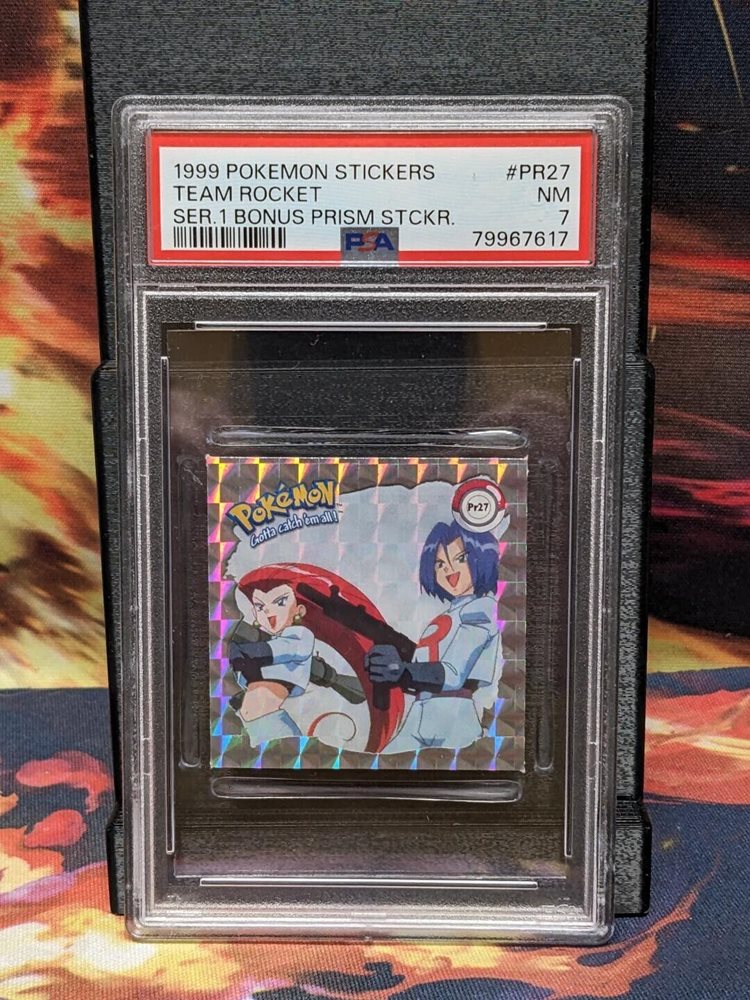 1999 POKEMON STICKERS #PR27
TEAM ROCKET NM
SER.1 BONUS PRISM STCKR. 7
PSA 79967617
POKéMON™
Gotta catch 'em all!
Pr27
R